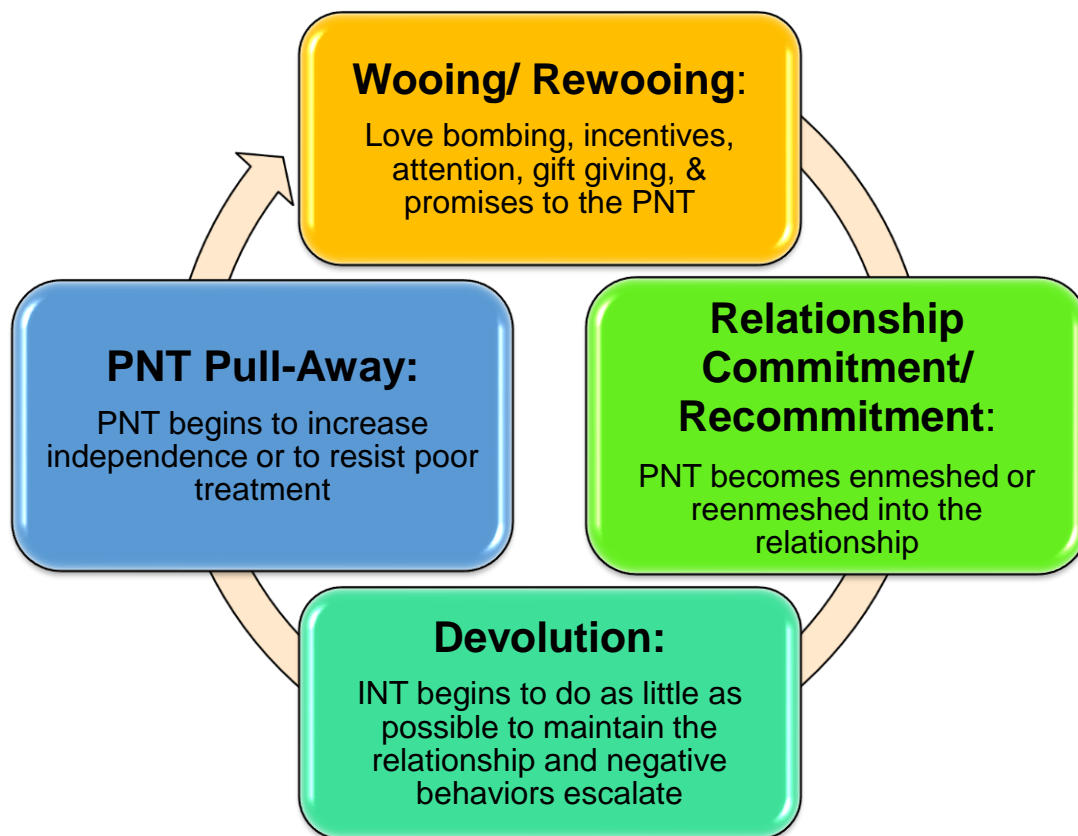 Wooing/ Rewooing:
Love bombing, incentives,
attention, gift giving, &
promises to the PNT
Relationship
Commitment/
Recommitment:
PNT becomes enmeshed or
reenmeshed into the
relationship
Devolution:
INT begins to do as little as
possible to maintain the
relationship and negative
behaviors escalate
PNT Pull-Away:
PNT begins to increase
independence or to resist poor
treatment